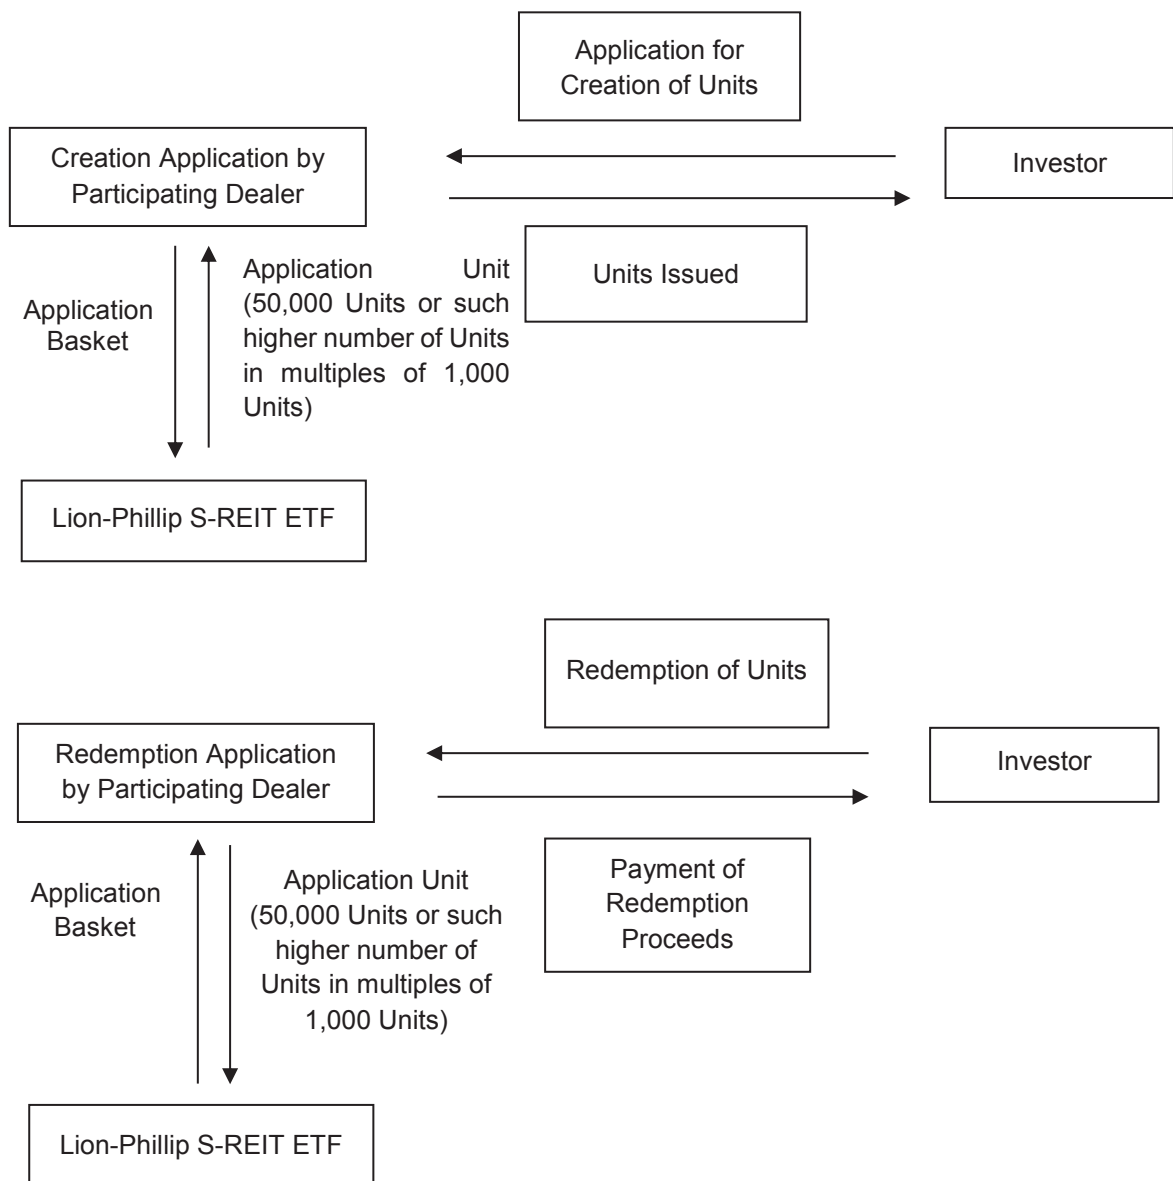 Application for
Creation of Units
Creation Application by
Participating Dealer
Investor
Units Issued
Application
Basket
Application Unit
(50,000 Units or such
higher number of Units
in multiples of 1,000
Units)
Lion-Phillip S-REIT ETF
Redemption of Units
Redemption Application
by Participating Dealer
Investor
Payment of
Redemption
Proceeds
Application
Basket
Application Unit
(50,000 Units or such
higher number of
Units in multiples of
1,000 Units)
Lion-Phillip S-REIT ETF